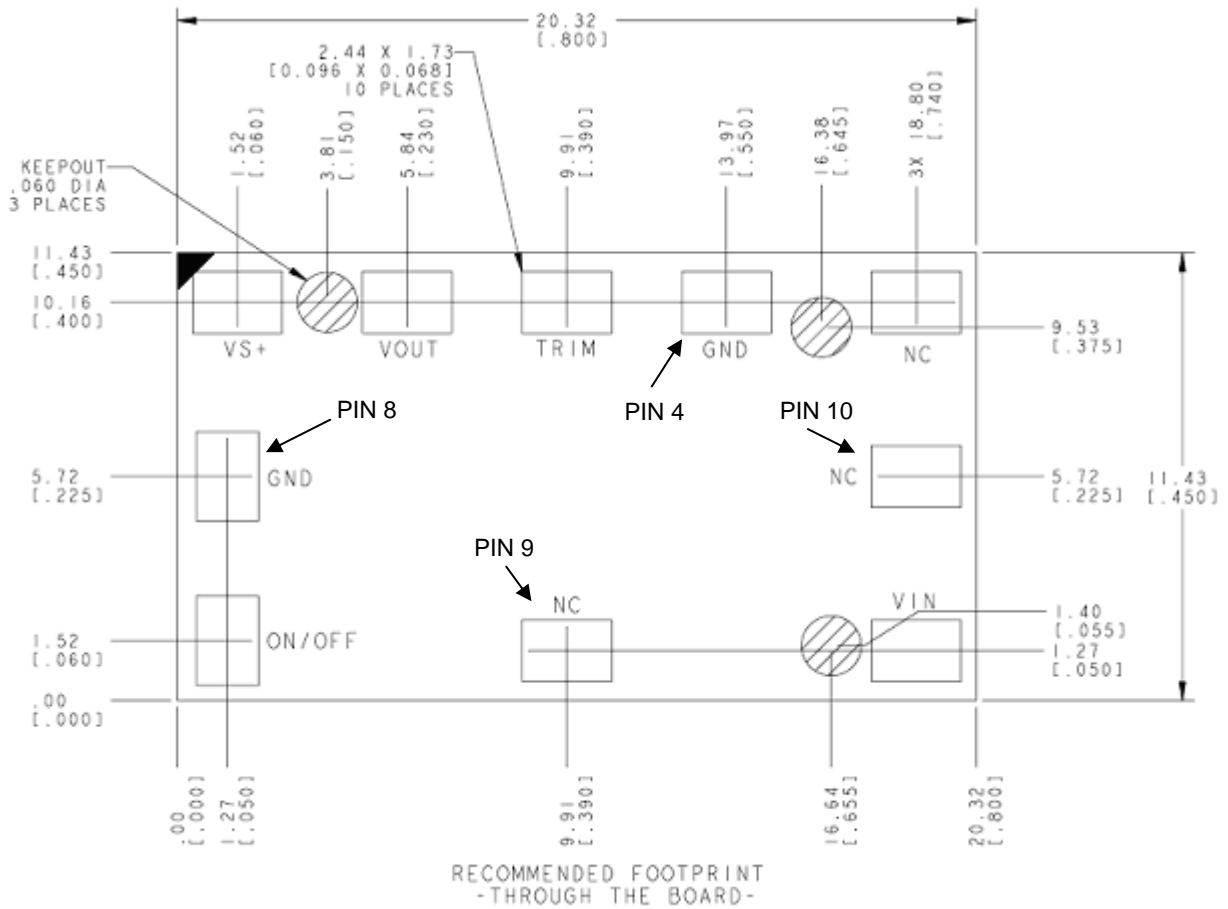 20.32
[.800]
2.44 X 1.73
[0.096 X 0.068]
10 PLACES
1.52
[.060]
3.81
[.150]
5.84
[.230]
9.91
[.390]
13.97
[.550]
16.38
[.645]
3X 18.80
[.740]
KEEPOUT
.060 DIA
3 PLACES
11.43
[.450]
10.16
[.400]
9.53
[.375]
VS+
VOUT
TRIM
GND
NC
PIN 8
PIN 4
PIN 10
5.72
[.225]
GND
NC
5.72
[.225]
11.43
[.450]
PIN 9
NC
VIN
1.40
[.055]
1.27
[.050]
1.52
[.060]
ON/OFF
.00
[.000]
.00
[.000]
1.27
[.050]
9.91
[.390]
16.64
[.655]
20.32
[.800]
RECOMMENDED FOOTPRINT
-THROUGH THE BOARD-